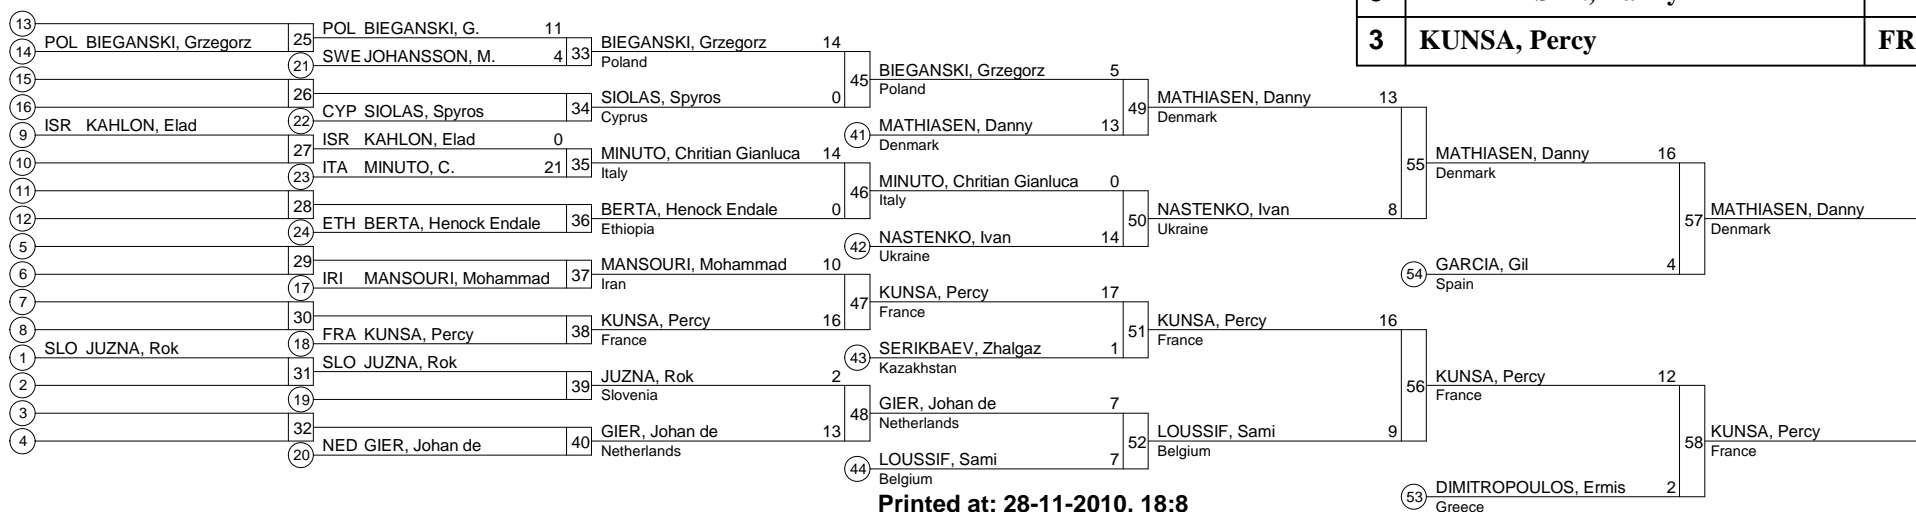 3 KUNSA, Percy FR
13
14 POL BIEGANSKI, Grzegorz
15
16
9 ISR KAHLON, Elad
10
11
12
5
6
7
8
1 SLO JUZNA, Rok
2
3
4
25 POL BIEGANSKI, G. 11
21 SWE JOHANSSON, M. 4
26
22 CYP SIOLAS, Spyros
27 ISR KAHLON, Elad 0
23 ITA MINUTO, C. 21
28
24 ETH BERTA, Henock Endale
29
17 IRI MANSOURI, Mohammad
30
18 FRA KUNSA, Percy
31 SLO JUZNA, Rok
19
32
20 NED GIER, Johan de
33 BIEGANSKI, Grzegorz 14
Poland
34 SIOLAS, Spyros 0
Cyprus
35 MINUTO, Chritian Gianluca 14
Italy
36 BERTA, Henock Endale 0
Ethiopia
37 MANSOURI, Mohammad 10
Iran
38 KUNSA, Percy 16
France
39 JUZNA, Rok 2
Slovenia
40 GIER, Johan de 13
Netherlands
45 BIEGANSKI, Grzegorz 5
Poland
41 MATHIASEN, Danny 13
Denmark
46 MINUTO, Chritian Gianluca 0
Italy
42 NASTENKO, Ivan 14
Ukraine
47 KUNSA, Percy 17
France
43 SERIKBAEV, Zhalgaz 1
Kazakhstan
48 GIER, Johan de 7
Netherlands
44 LOUSSIF, Sami 7
Belgium
49 MATHIASEN, Danny 13
Denmark
50 NASTENKO, Ivan 8
Ukraine
51 KUNSA, Percy 16
France
52 LOUSSIF, Sami 9
Belgium
55 MATHIASEN, Danny 16
Denmark
54 GARCIA, Gil 4
Spain
56 KUNSA, Percy 12
France
53 DIMITROPOULOS, Ermis 2
Greece
57 MATHIASEN, Danny
Denmark
58 KUNSA, Percy
France
Printed at: 28-11-2010, 18:8